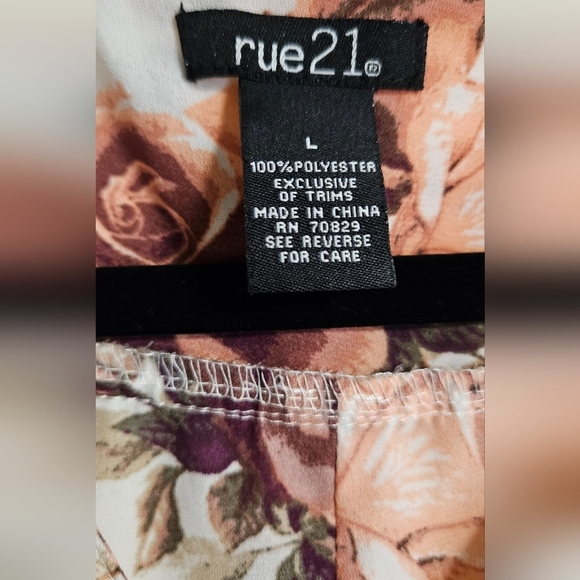 rue21®
L
100%POLYESTER
EXCLUSIVE
OF TRIMS
MADE IN CHINA
RN 70829
SEE REVERSE
FOR CARE